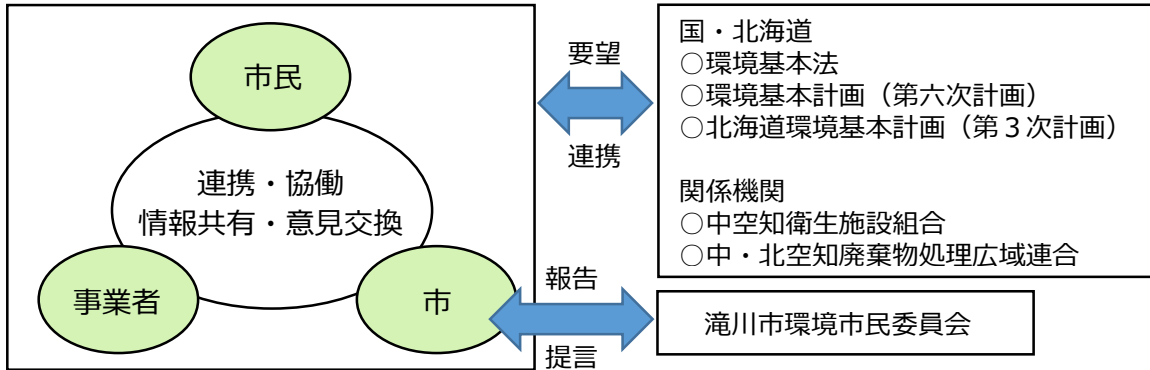 市民
連携・協働
情報共有・意見交換
事業者
市
要望
連携
国・北海道
○環境基本法
○環境基本計画（第六次計画）
○北海道環境基本計画（第３次計画）
関係機関
○中空知衛生施設組合
○中・北空知廃棄物処理広域連合
報告
提言
滝川市環境市民委員会